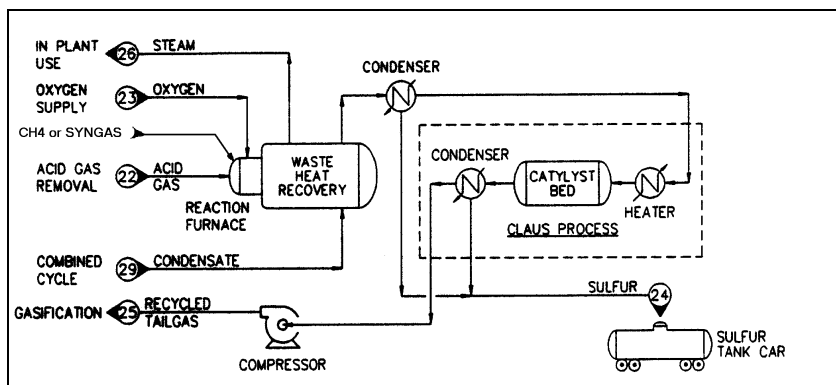 IN PLANT
USE
26
STEAM
OXYGEN
SUPPLY
23
OXYGEN
CH4 or SYNGAS
ACID GAS
REMOVAL
22
ACID
GAS
REACTION
FURNACE
WASTE
HEAT
RECOVERY
CONDENSER
CONDENSER
CATYLYST
BED
HEATER
CLAUS PROCESS
COMBINED
CYCLE
29
CONDENSATE
GASIFICATION
25
RECYCLED
TAILGAS
COMPRESSOR
SULFUR
24
SULFUR
TANK CAR